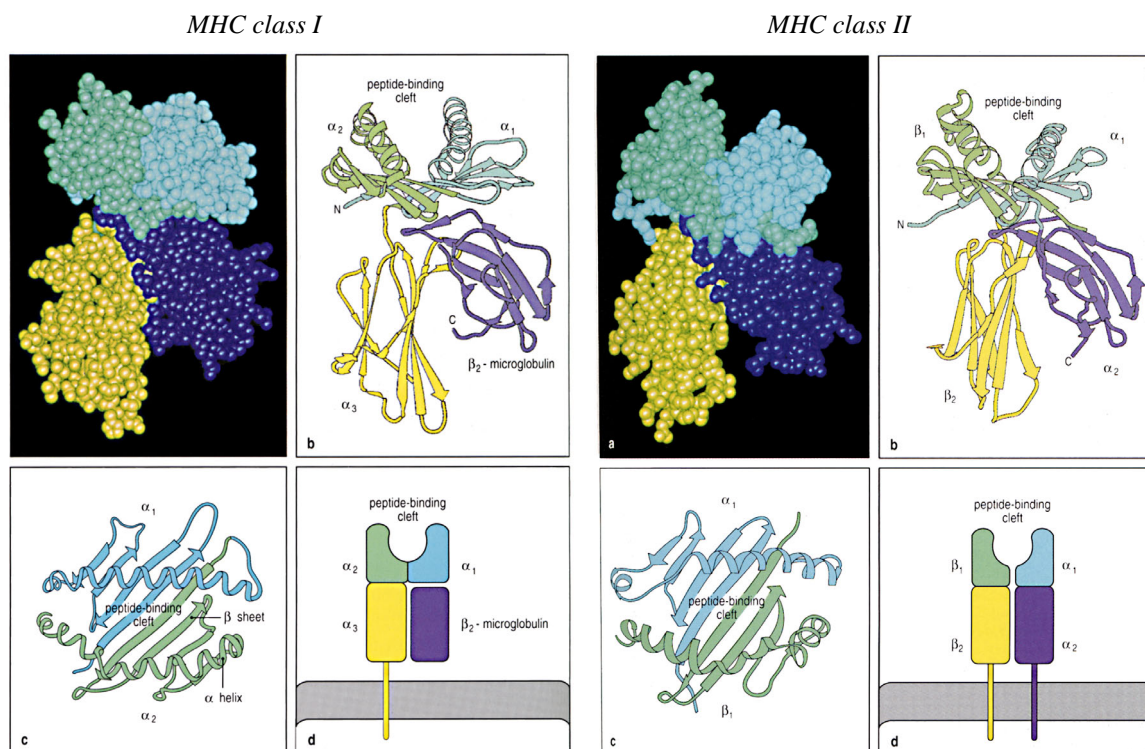 MHC class I
MHC class II
peptide-binding
cleft
α2
α1
N
C
β2 - microglobulin
α3
b
a
peptide-binding
cleft
β1
α1
N
C
α2
β2
b
α1
peptide-binding
cleft
β sheet
α helix
α2
c
peptide-binding
cleft
α2
α1
α3
β2 - microglobulin
d
α1
peptide-binding
cleft
β1
c
peptide-binding
cleft
β1
α1
β2
α2
d